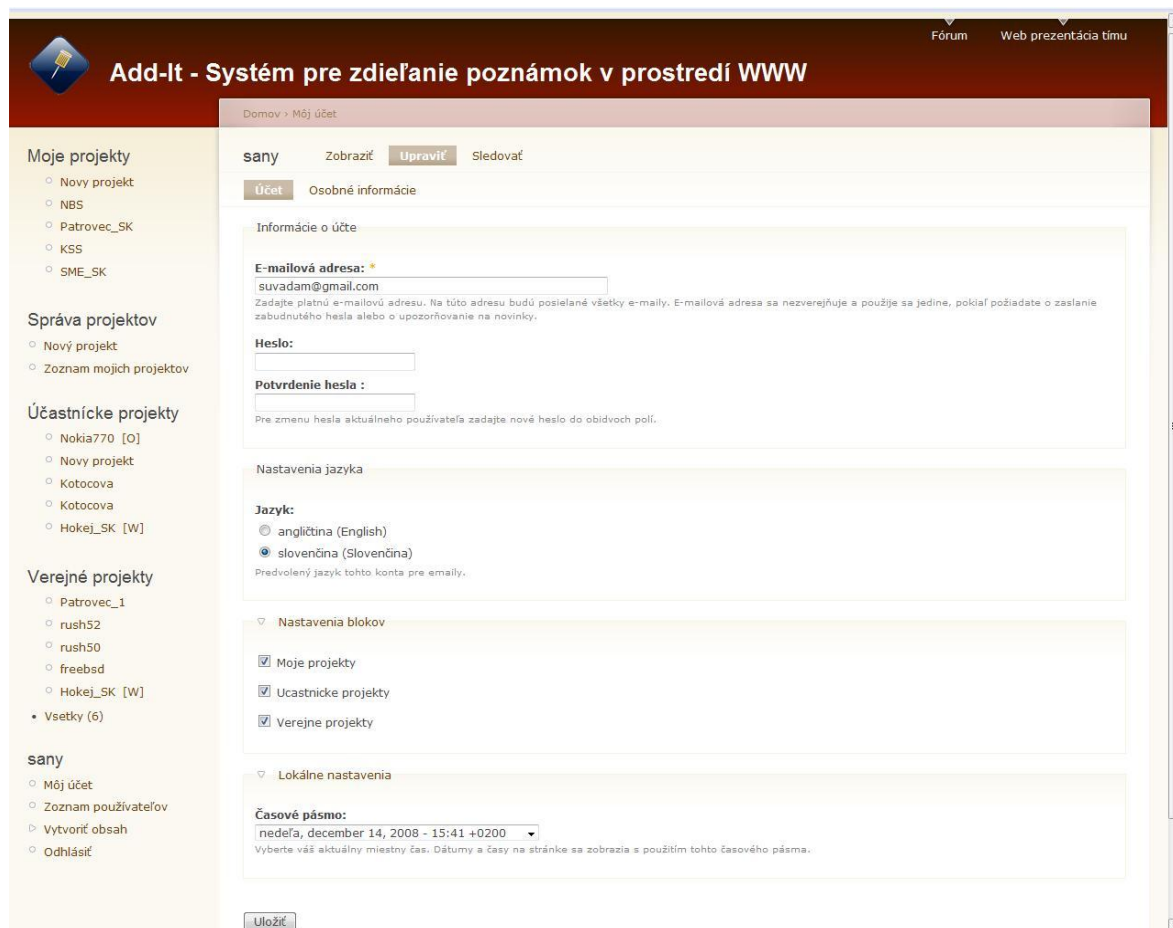 Fórum
Web prezentácia tímu
Add-It - Systém pre zdieľanie poznámok v prostredí WWW
Domov › Môj účet
Moje projekty
Novy projekt
NBS
Patrovec_SK
KSS
SME_SK
Správa projektov
Nový projekt
Zoznam mojich projektov
Účastnícke projekty
Nokia770 [O]
Novy projekt
Kotocova
Kotocova
Hokej_SK [W]
Verejné projekty
Patrovec_1
rush52
rush50
freebsd
Hokej_SK [W]
Vsetky (6)
sany
Môj účet
Zoznam používateľov
Vytvoriť obsah
Odhlásiť
sany
Zobraziť
Upraviť
Sledovať
Účet
Osobné informácie
Informácie o účte
E-mailová adresa: *
suvadam@gmail.com
Zadajte platnú e-mailovú adresu. Na túto adresu budú posielané všetky e-maily. E-mailová adresa sa nezverejňuje a použije sa jedine, pokiaľ požiadate o zaslanie
zabudnutého hesla alebo o upozorňovanie na novinky.
Heslo:
Potvrdenie hesla :
Pre zmenu hesla aktuálneho používateľa zadajte nové heslo do obidvoch polí.
Nastavenia jazyka
Jazyk:
angličtina (English)
slovenčina (Slovenčina)
Predvolený jazyk tohto konta pre emaily.
Nastavenia blokov
Moje projekty
Ucastnicke projekty
Verejne projekty
Lokálne nastavenia
Časové pásmo:
nedeľa, december 14, 2008 - 15:41 +0200
Vyberte váš aktuálny miestny čas. Dátumy a časy na stránke sa zobrazia s použitím tohto časového pásma.
Uložiť